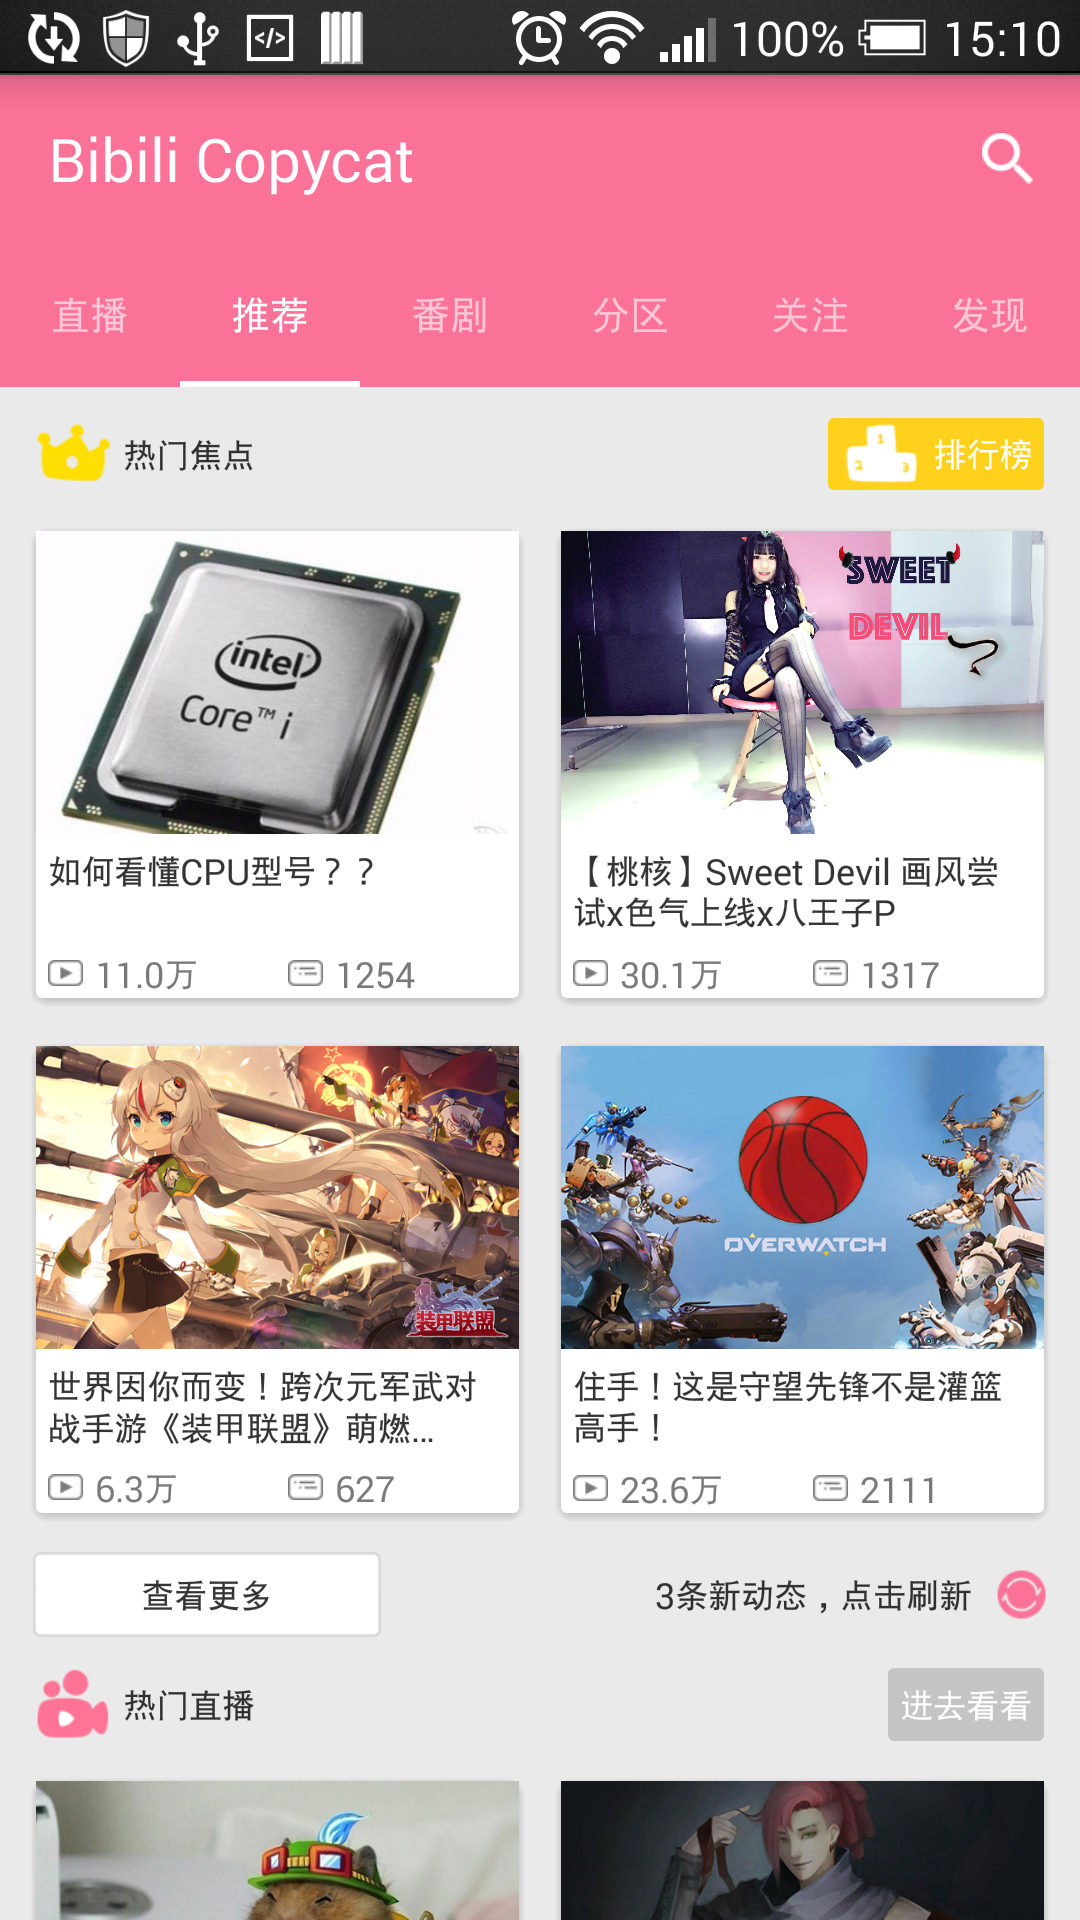 100% 15:10
Bibili Copycat
直播 推荐 番剧 分区 关注 发现
热门焦点
1 2 3 排行榜
intel
Core™ i
SWEET
DEVIL
如何看懂CPU型号？？
11.0万 1254
【桃核】Sweet Devil 画风尝
试x色气上线x八王子P
30.1万 1317
装甲联盟
OVERWATCH
世界因你而变！跨次元军武对
战手游《装甲联盟》萌燃...
6.3万 627
住手！这是守望先锋不是灌篮
高手！
23.6万 2111
查看更多
3条新动态，点击刷新
热门直播
进去看看